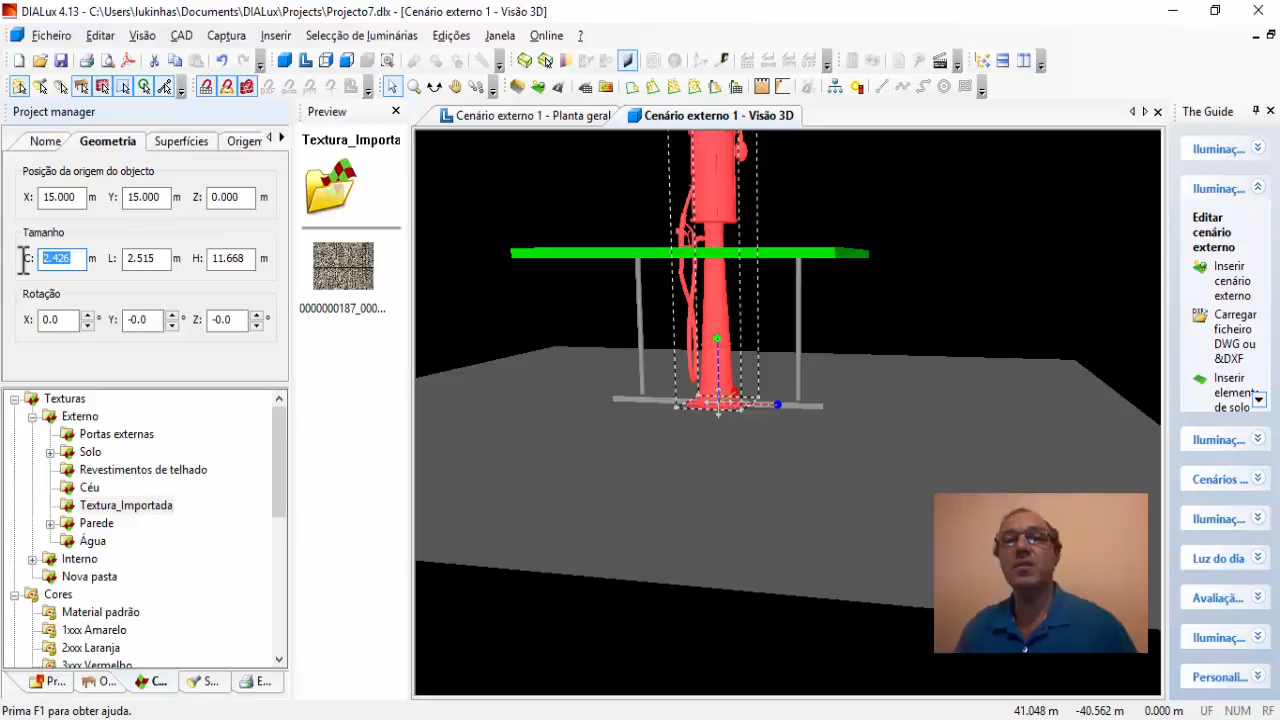 DIALux 4.13 - C:\Users\lukinhas\Documents\DIALux\Projects\Projecto7.dlx - [Cenário externo 1 - Visão 3D]
Ficheiro Editar Visão CAD Captura Inserir Selecção de luminárias Edições Janela Online ?
Project manager
Nome Geometria Superfícies Origem
Posição da origem do objecto
X: 15.000 m Y: 15.000 m Z: 0.000 m
Tamanho
C: 2.426 m L: 2.515 m H: 11.668 m
Rotação
X: 0.0 ° Y: -0.0 ° Z: -0.0 °
Texturas
Externo
Portas externas
Solo
Revestimentos de telhado
Céu
Textura_Importada
Parede
Água
Interno
Nova pasta
Cores
Material padrão
1xxx Amarelo
2xxx Laranja
3xxx Vermelho
Pr... O... C... S... E...
Preview
Textura_Importa
0000000187_000...
Cenário externo 1 - Planta geral
Cenário externo 1 - Visão 3D
The Guide
Iluminaç...
Iluminaç...
Editar
cenário
externo
Inserir
cenário
externo
Carregar
ficheiro
DWG ou
&DXF
Inserir
element
de solo
Iluminaç...
Cenários ...
Iluminaç...
Luz do dia
Avaliaçã...
Iluminaç...
Personali...
Prima F1 para obter ajuda.
41.048 m -40.562 m 0.000 m UF NUM RF